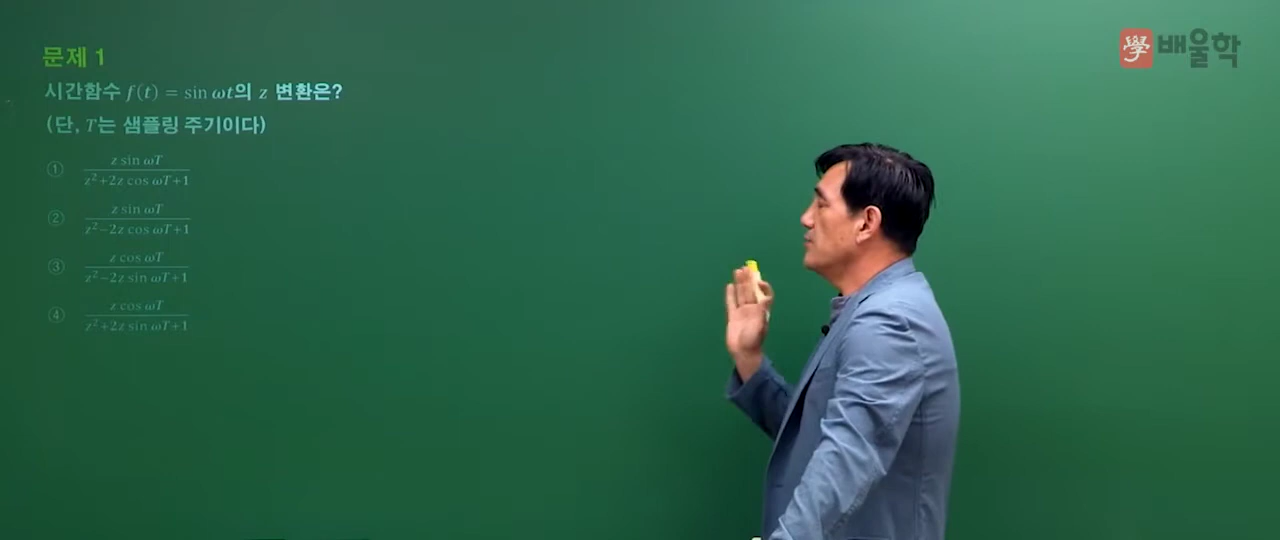 學 배울학
문제 1
시간함수 f(t) = sin ωt의 z 변환은?
(단, T는 샘플링 주기이다)
① z sin ωT
z²+2z cos ωT+1
② z sin ωT
z²−2z cos ωT+1
③ z cos ωT
z²−2z sin ωT+1
④ z cos ωT
z²+2z sin ωT+1